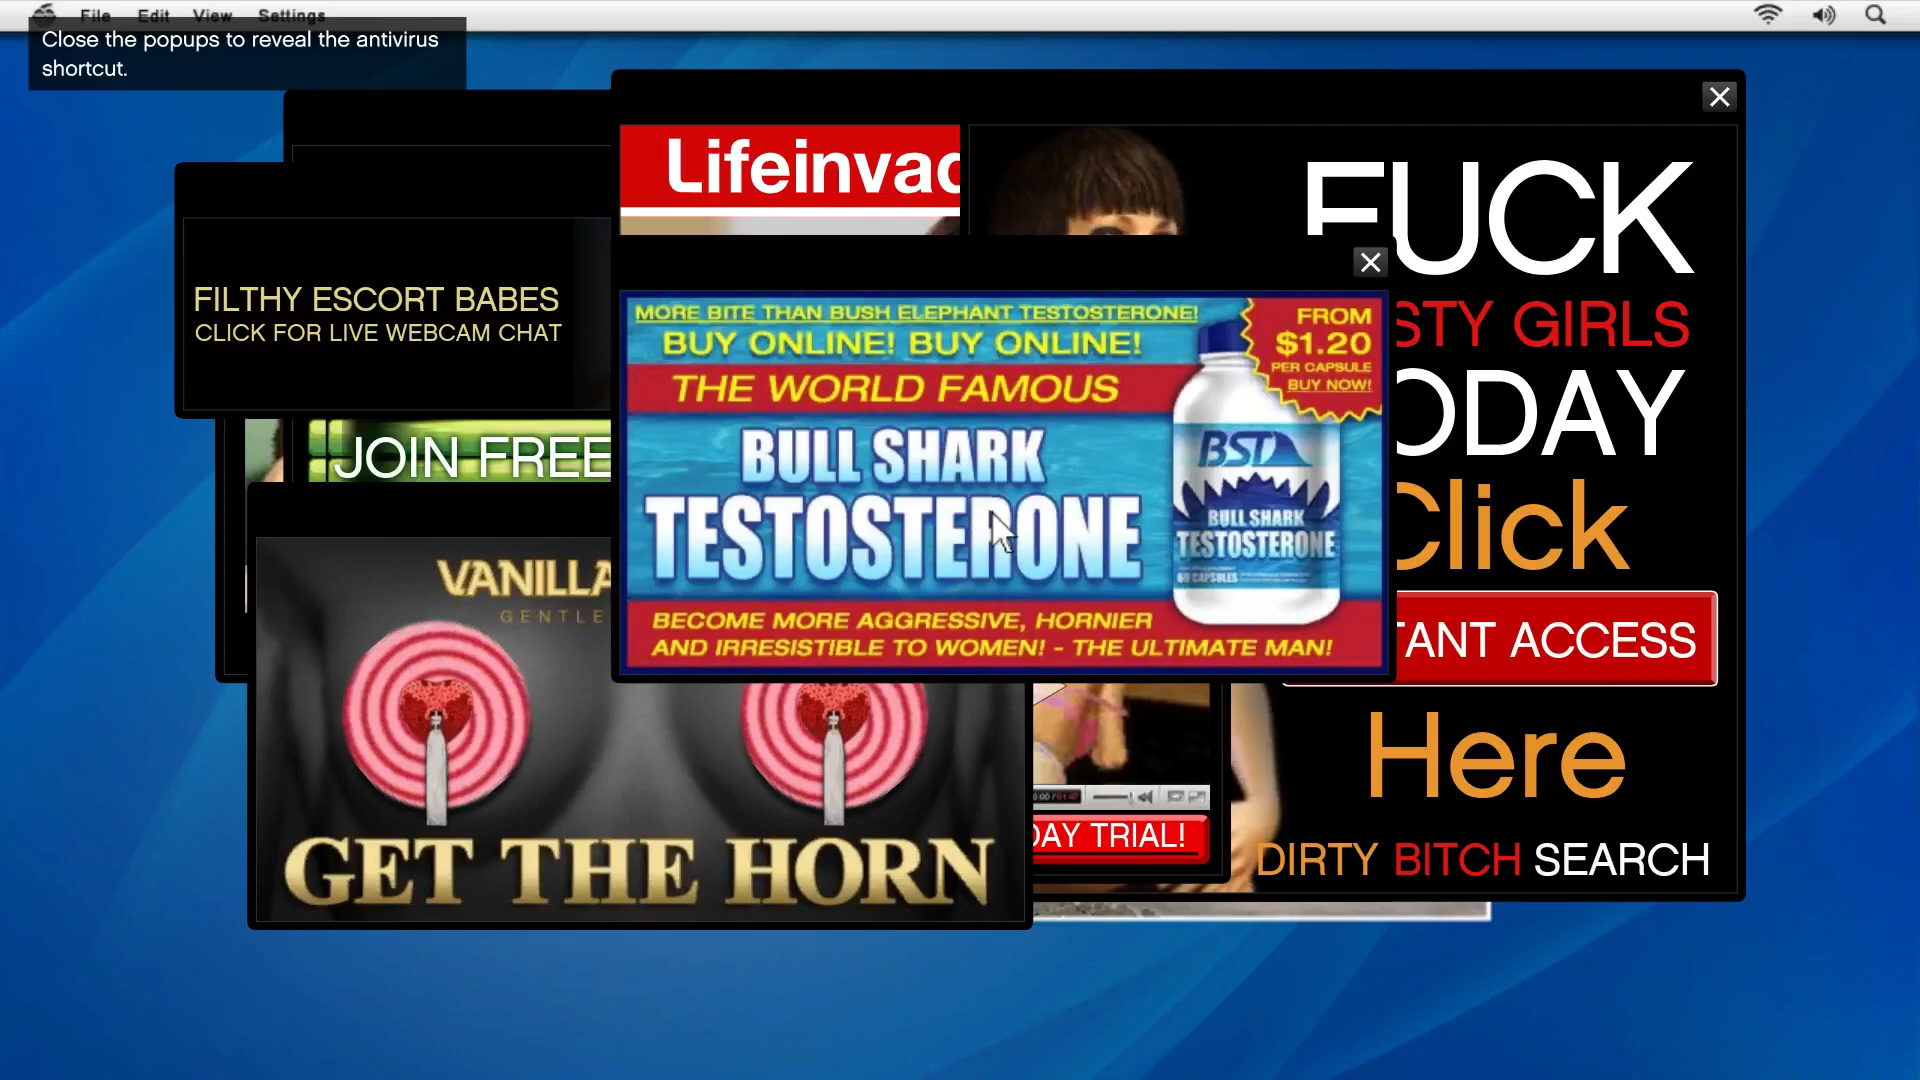 File Edit View Settings
Close the popups to reveal the antivirus
shortcut.
Lifeinvad
FUCK
STY GIRLS
ODAY
Click
TANT ACCESS
Here
DIRTY BITCH SEARCH
FILTHY ESCORT BABES
CLICK FOR LIVE WEBCAM CHAT
JOIN FREE
MORE BITE THAN BUSH ELEPHANT TESTOSTERONE!
BUY ONLINE! BUY ONLINE!
THE WORLD FAMOUS
BULL SHARK
TESTOSTERONE
BECOME MORE AGGRESSIVE, HORNIER
AND IRRESISTIBLE TO WOMEN! - THE ULTIMATE MAN!
FROM
$1.20
PER CAPSULE
BUY NOW!
BST
BULL SHARK
TESTOSTERONE
60 CAPSULES
VANILLA
GENTLE
GET THE HORN
DAY TRIAL!